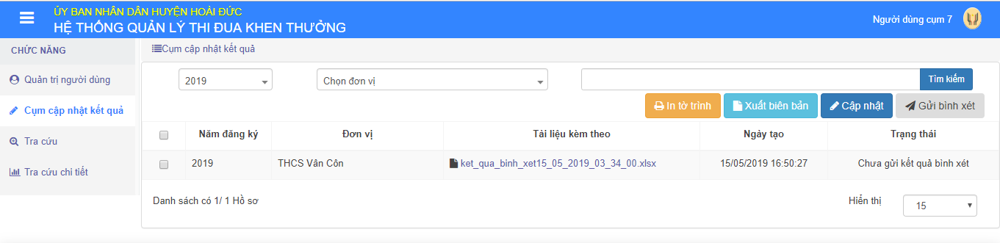 ỦY BAN NHÂN DÂN HUYỆN HOÀI ĐỨC
HỆ THỐNG QUẢN LÝ THI ĐUA KHEN THƯỞNG
Người dùng cụm 7
CHỨC NĂNG
Quản trị người dùng
Cụm cập nhật kết quả
Tra cứu
Tra cứu chi tiết
Cụm cập nhật kết quả
2019 Chọn đơn vị Tìm kiếm
In tờ trình Xuất biên bản Cập nhật Gửi bình xét
Năm đăng ký Đơn vị Tài liệu kèm theo Ngày tạo Trạng thái
2019 THCS Vân Côn ket_qua_binh_xet15_05_2019_03_34_00.xlsx 15/05/2019 16:50:27 Chưa gửi kết quả bình xét
Danh sách có 1/ 1 Hồ sơ Hiển thị 15